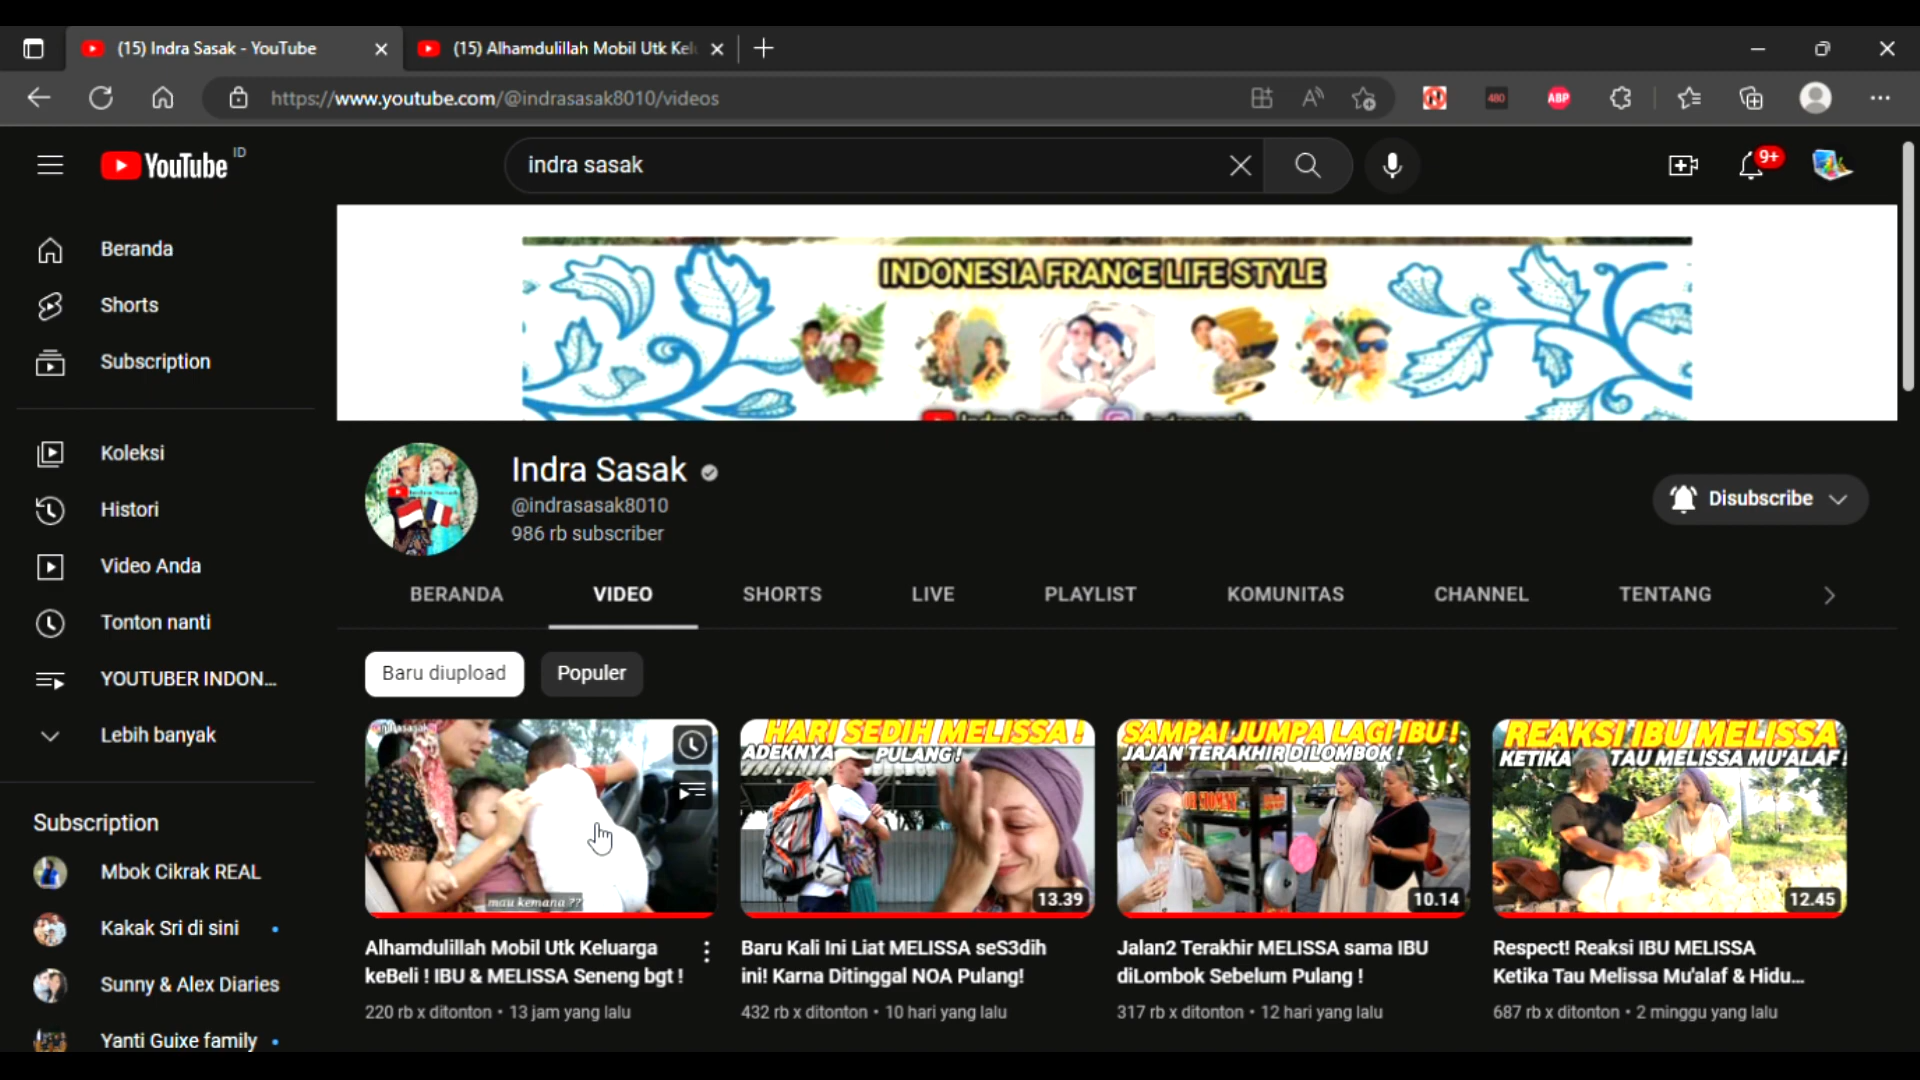 (15) Indra Sasak - YouTube
(15) Alhamdulillah Mobil Utk Kel
https://www.youtube.com/@indrasasak8010/videos
480
ABP
YouTube ID
indra sasak
9+
Beranda
Shorts
Subscription
Koleksi
Histori
Video Anda
Tonton nanti
YOUTUBER INDON...
Lebih banyak
Subscription
Mbok Cikrak REAL
Kakak Sri di sini
Sunny & Alex Diaries
Yanti Guixe family
INDONESIA FRANCE LIFE STYLE
Indra Sasak
@indrasasak8010
986 rb subscriber
Disubscribe
BERANDA VIDEO SHORTS LIVE PLAYLIST KOMUNITAS CHANNEL TENTANG
Baru diupload Populer
mau kemana ??
Alhamdulillah Mobil Utk Keluarga
keBeli ! IBU & MELISSA Seneng bgt !
220 rb x ditonton • 13 jam yang lalu
HARI SEDIH MELISSA !
ADEKNYA PULANG !
13.39
Baru Kali Ini Liat MELISSA seS3dih
ini! Karna Ditinggal NOA Pulang!
432 rb x ditonton • 10 hari yang lalu
SAMPAI JUMPA LAGI IBU !
JAJAN TERAKHIR DILOMBOK !
10.14
Jalan2 Terakhir MELISSA sama IBU
diLombok Sebelum Pulang !
317 rb x ditonton • 12 hari yang lalu
REAKSI IBU MELISSA
KETIKA TAU MELISSA MU'ALAF !
12.45
Respect! Reaksi IBU MELISSA
Ketika Tau Melissa Mu'alaf & Hidu...
687 rb x ditonton • 2 minggu yang lalu